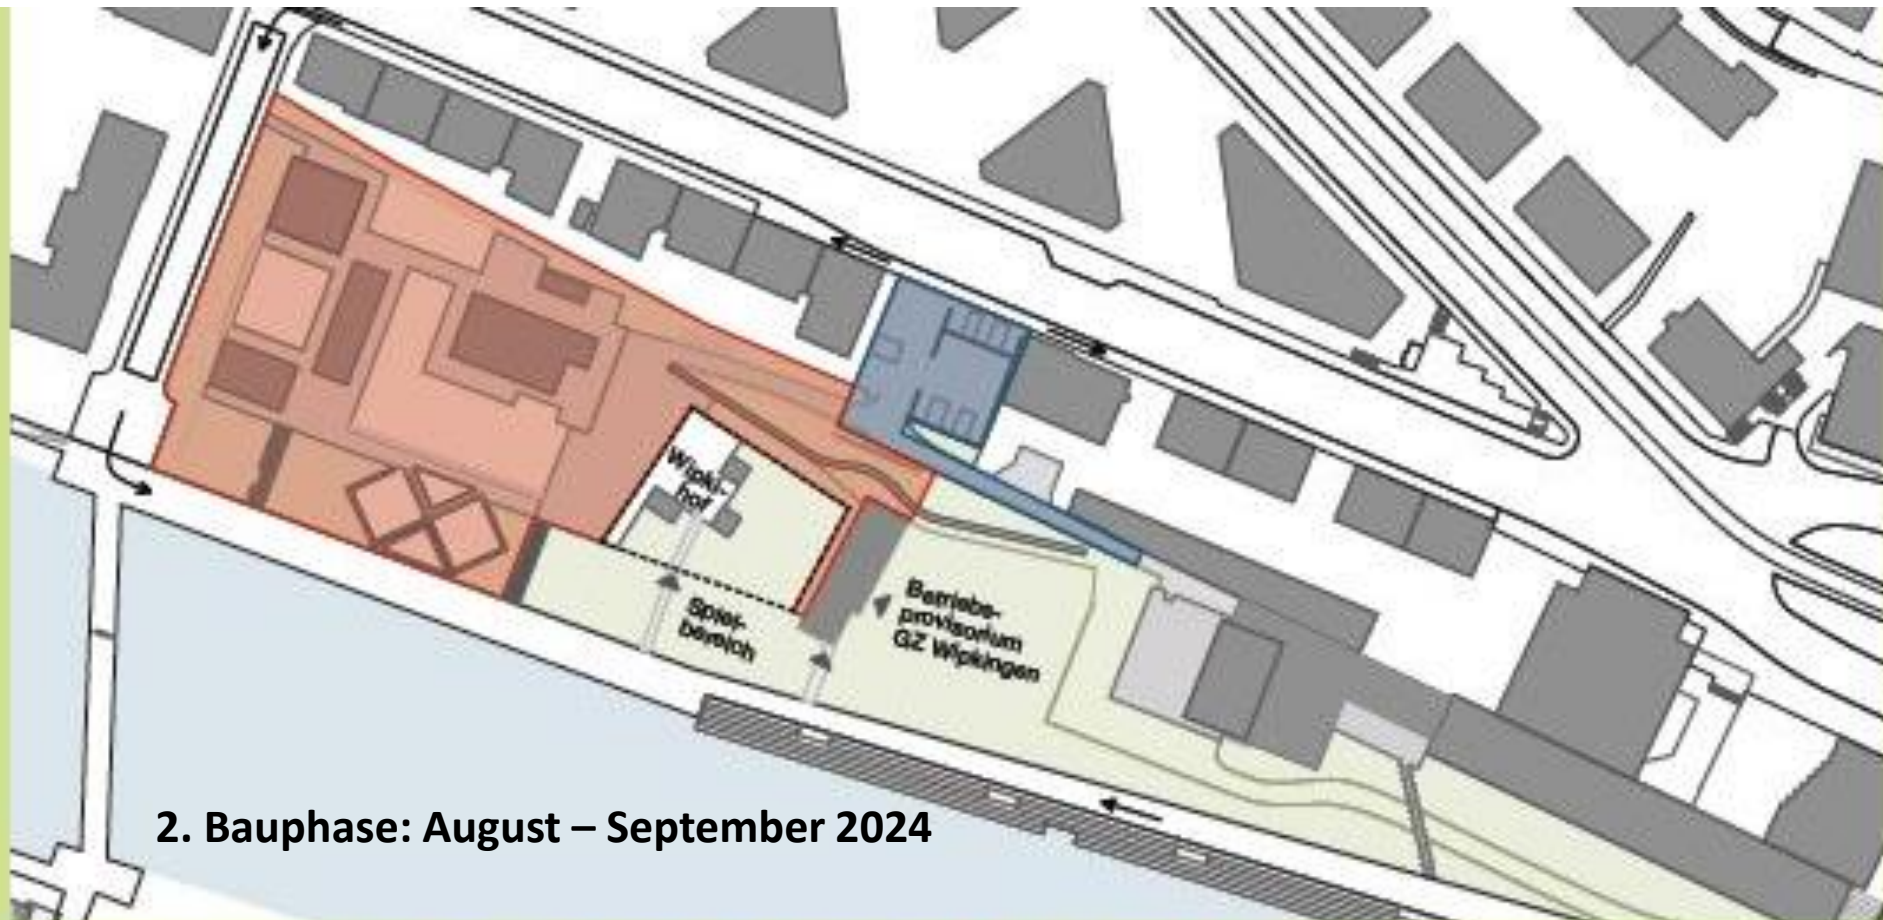 Wipki-
hof
Spiel-
bereich
Betriebs-
provisorium
GZ Wipkingen
2. Bauphase: August – September 2024